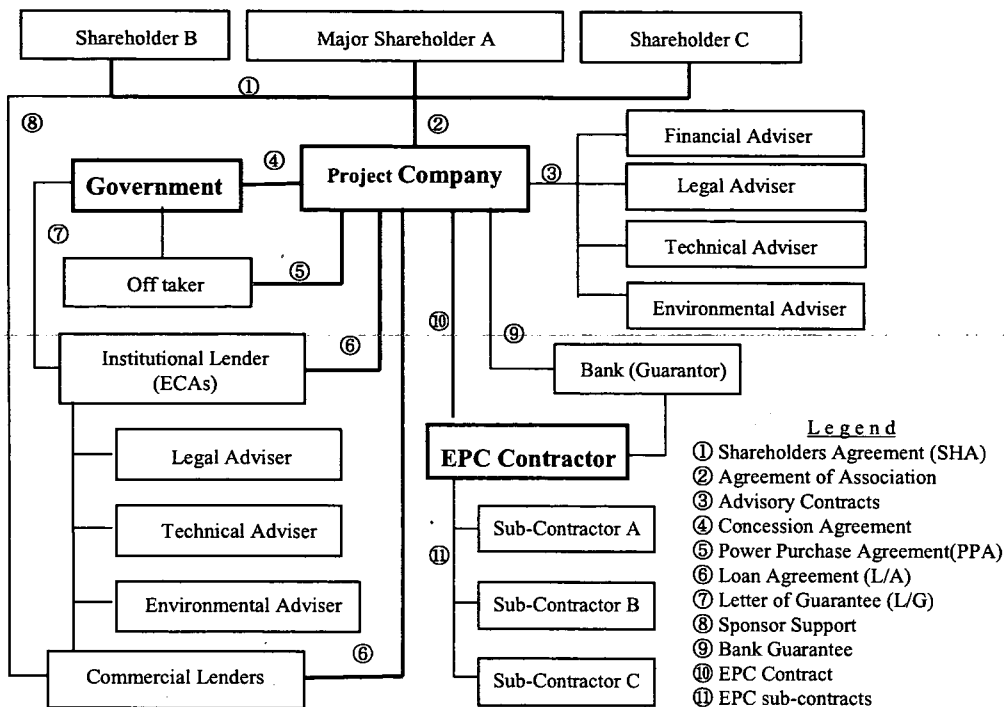 Shareholder B
Major Shareholder A
Shareholder C
①
⑧
②
Government
④
Project Company
③
Financial Adviser
Legal Adviser
Technical Adviser
Environmental Adviser
⑦
Off taker
⑤
⑩
⑨
Institutional Lender
(ECAs)
⑥
Bank (Guarantor)
Legal Adviser
Technical Adviser
Environmental Adviser
Commercial Lenders
⑥
EPC Contractor
⑪
Sub-Contractor A
Sub-Contractor B
Sub-Contractor C
Legend
① Shareholders Agreement (SHA)
② Agreement of Association
③ Advisory Contracts
④ Concession Agreement
⑤ Power Purchase Agreement(PPA)
⑥ Loan Agreement (L/A)
⑦ Letter of Guarantee (L/G)
⑧ Sponsor Support
⑨ Bank Guarantee
⑩ EPC Contract
⑪ EPC sub-contracts